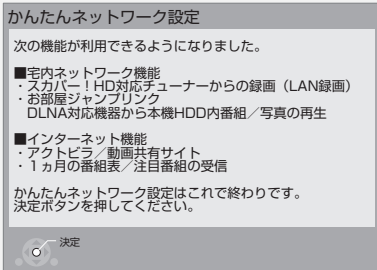 かんたんネットワーク設定
次の機能が利用できるようになりました。
■宅内ネットワーク機能
・スカパー！HD対応チューナーからの録画（LAN録画）
・お部屋ジャンプリンク
DLNA対応機器から本機HDD内番組／写真の再生
■インターネット機能
・アクトビラ／動画共有サイト
・１ヵ月の番組表／注目番組の受信
かんたんネットワーク設定はこれで終わりです。
決定ボタンを押してください。
決定